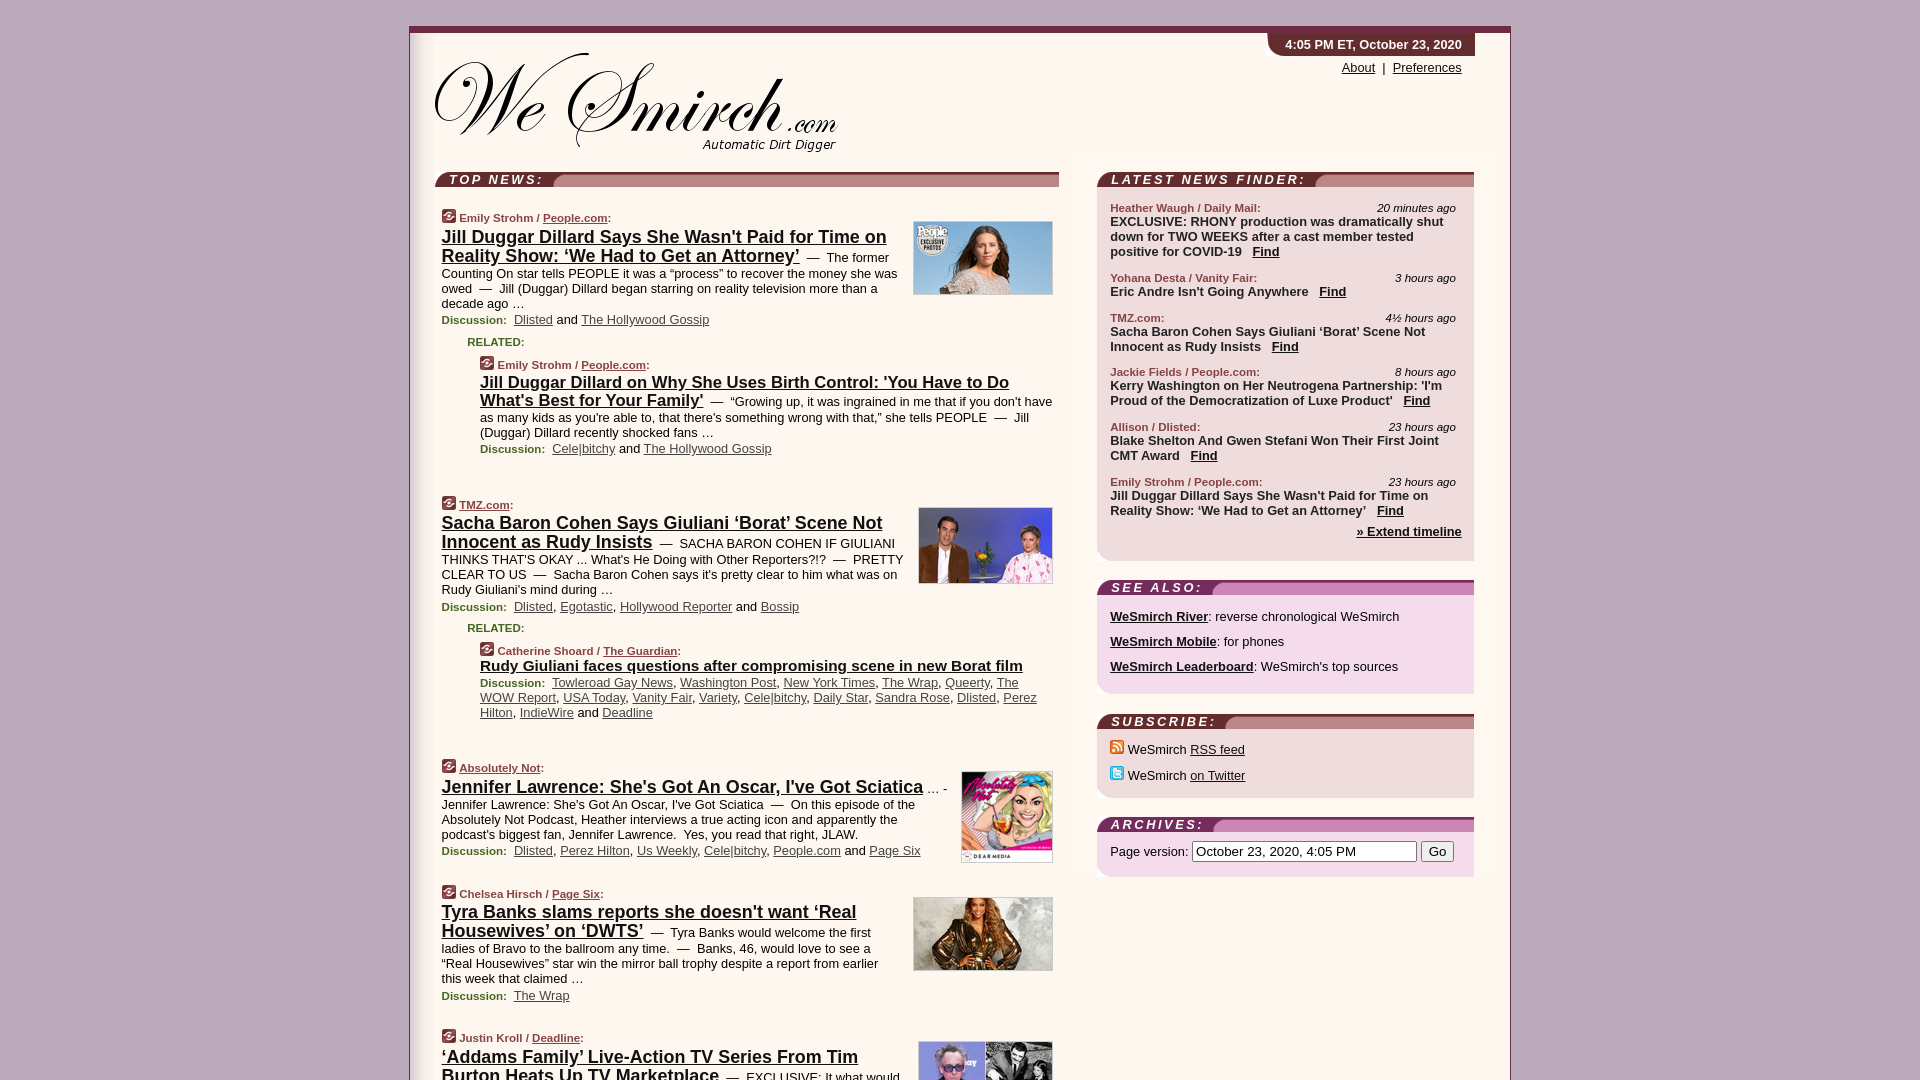 4:05 PM ET, October 23, 2020
About | Preferences
We Smirch .com
Automatic Dirt Digger
TOP NEWS:
Emily Strohm / People.com:
Jill Duggar Dillard Says She Wasn't Paid for Time on
Reality Show: ‘We Had to Get an Attorney’ — The former
Counting On star tells PEOPLE it was a “process” to recover the money she was
owed — Jill (Duggar) Dillard began starring on reality television more than a
decade ago …
Discussion: Dlisted and The Hollywood Gossip
People
EXCLUSIVE
PHOTOS
RELATED:
Emily Strohm / People.com:
Jill Duggar Dillard on Why She Uses Birth Control: 'You Have to Do
What's Best for Your Family' — “Growing up, it was ingrained in me that if you don't have
as many kids as you're able to, that there's something wrong with that,” she tells PEOPLE — Jill
(Duggar) Dillard recently shocked fans …
Discussion: Cele|bitchy and The Hollywood Gossip
TMZ.com:
Sacha Baron Cohen Says Giuliani ‘Borat’ Scene Not
Innocent as Rudy Insists — SACHA BARON COHEN IF GIULIANI
THINKS THAT'S OKAY ... What's He Doing with Other Reporters?!? — PRETTY
CLEAR TO US — Sacha Baron Cohen says it's pretty clear to him what was on
Rudy Giuliani's mind during …
Discussion: Dlisted, Egotastic, Hollywood Reporter and Bossip
RELATED:
Catherine Shoard / The Guardian:
Rudy Giuliani faces questions after compromising scene in new Borat film
Discussion: Towleroad Gay News, Washington Post, New York Times, The Wrap, Queerty, The
WOW Report, USA Today, Vanity Fair, Variety, Cele|bitchy, Daily Star, Sandra Rose, Dlisted, Perez
Hilton, IndieWire and Deadline
Absolutely Not:
Jennifer Lawrence: She's Got An Oscar, I've Got Sciatica … -
Jennifer Lawrence: She's Got An Oscar, I've Got Sciatica — On this episode of the
Absolutely Not Podcast, Heather interviews a true acting icon and apparently the
podcast's biggest fan, Jennifer Lawrence. Yes, you read that right, JLAW.
Discussion: Dlisted, Perez Hilton, Us Weekly, Cele|bitchy, People.com and Page Six
Absolutely
Not
DEAR MEDIA
Chelsea Hirsch / Page Six:
Tyra Banks slams reports she doesn't want ‘Real
Housewives’ on ‘DWTS’ — Tyra Banks would welcome the first
ladies of Bravo to the ballroom any time. — Banks, 46, would love to see a
“Real Housewives” star win the mirror ball trophy despite a report from earlier
this week that claimed …
Discussion: The Wrap
Justin Kroll / Deadline:
‘Addams Family’ Live-Action TV Series From Tim
Burton Heats Up TV Marketplace — EXCLUSIVE: It what would
LATEST NEWS FINDER:
Heather Waugh / Daily Mail: 20 minutes ago
EXCLUSIVE: RHONY production was dramatically shut
down for TWO WEEKS after a cast member tested
positive for COVID-19 Find
Yohana Desta / Vanity Fair: 3 hours ago
Eric Andre Isn't Going Anywhere Find
TMZ.com: 4½ hours ago
Sacha Baron Cohen Says Giuliani ‘Borat’ Scene Not
Innocent as Rudy Insists Find
Jackie Fields / People.com: 8 hours ago
Kerry Washington on Her Neutrogena Partnership: 'I'm
Proud of the Democratization of Luxe Product' Find
Allison / Dlisted: 23 hours ago
Blake Shelton And Gwen Stefani Won Their First Joint
CMT Award Find
Emily Strohm / People.com: 23 hours ago
Jill Duggar Dillard Says She Wasn't Paid for Time on
Reality Show: ‘We Had to Get an Attorney’ Find
» Extend timeline
SEE ALSO:
WeSmirch River: reverse chronological WeSmirch
WeSmirch Mobile: for phones
WeSmirch Leaderboard: WeSmirch's top sources
SUBSCRIBE:
WeSmirch RSS feed
WeSmirch on Twitter
ARCHIVES:
Page version: October 23, 2020, 4:05 PM Go